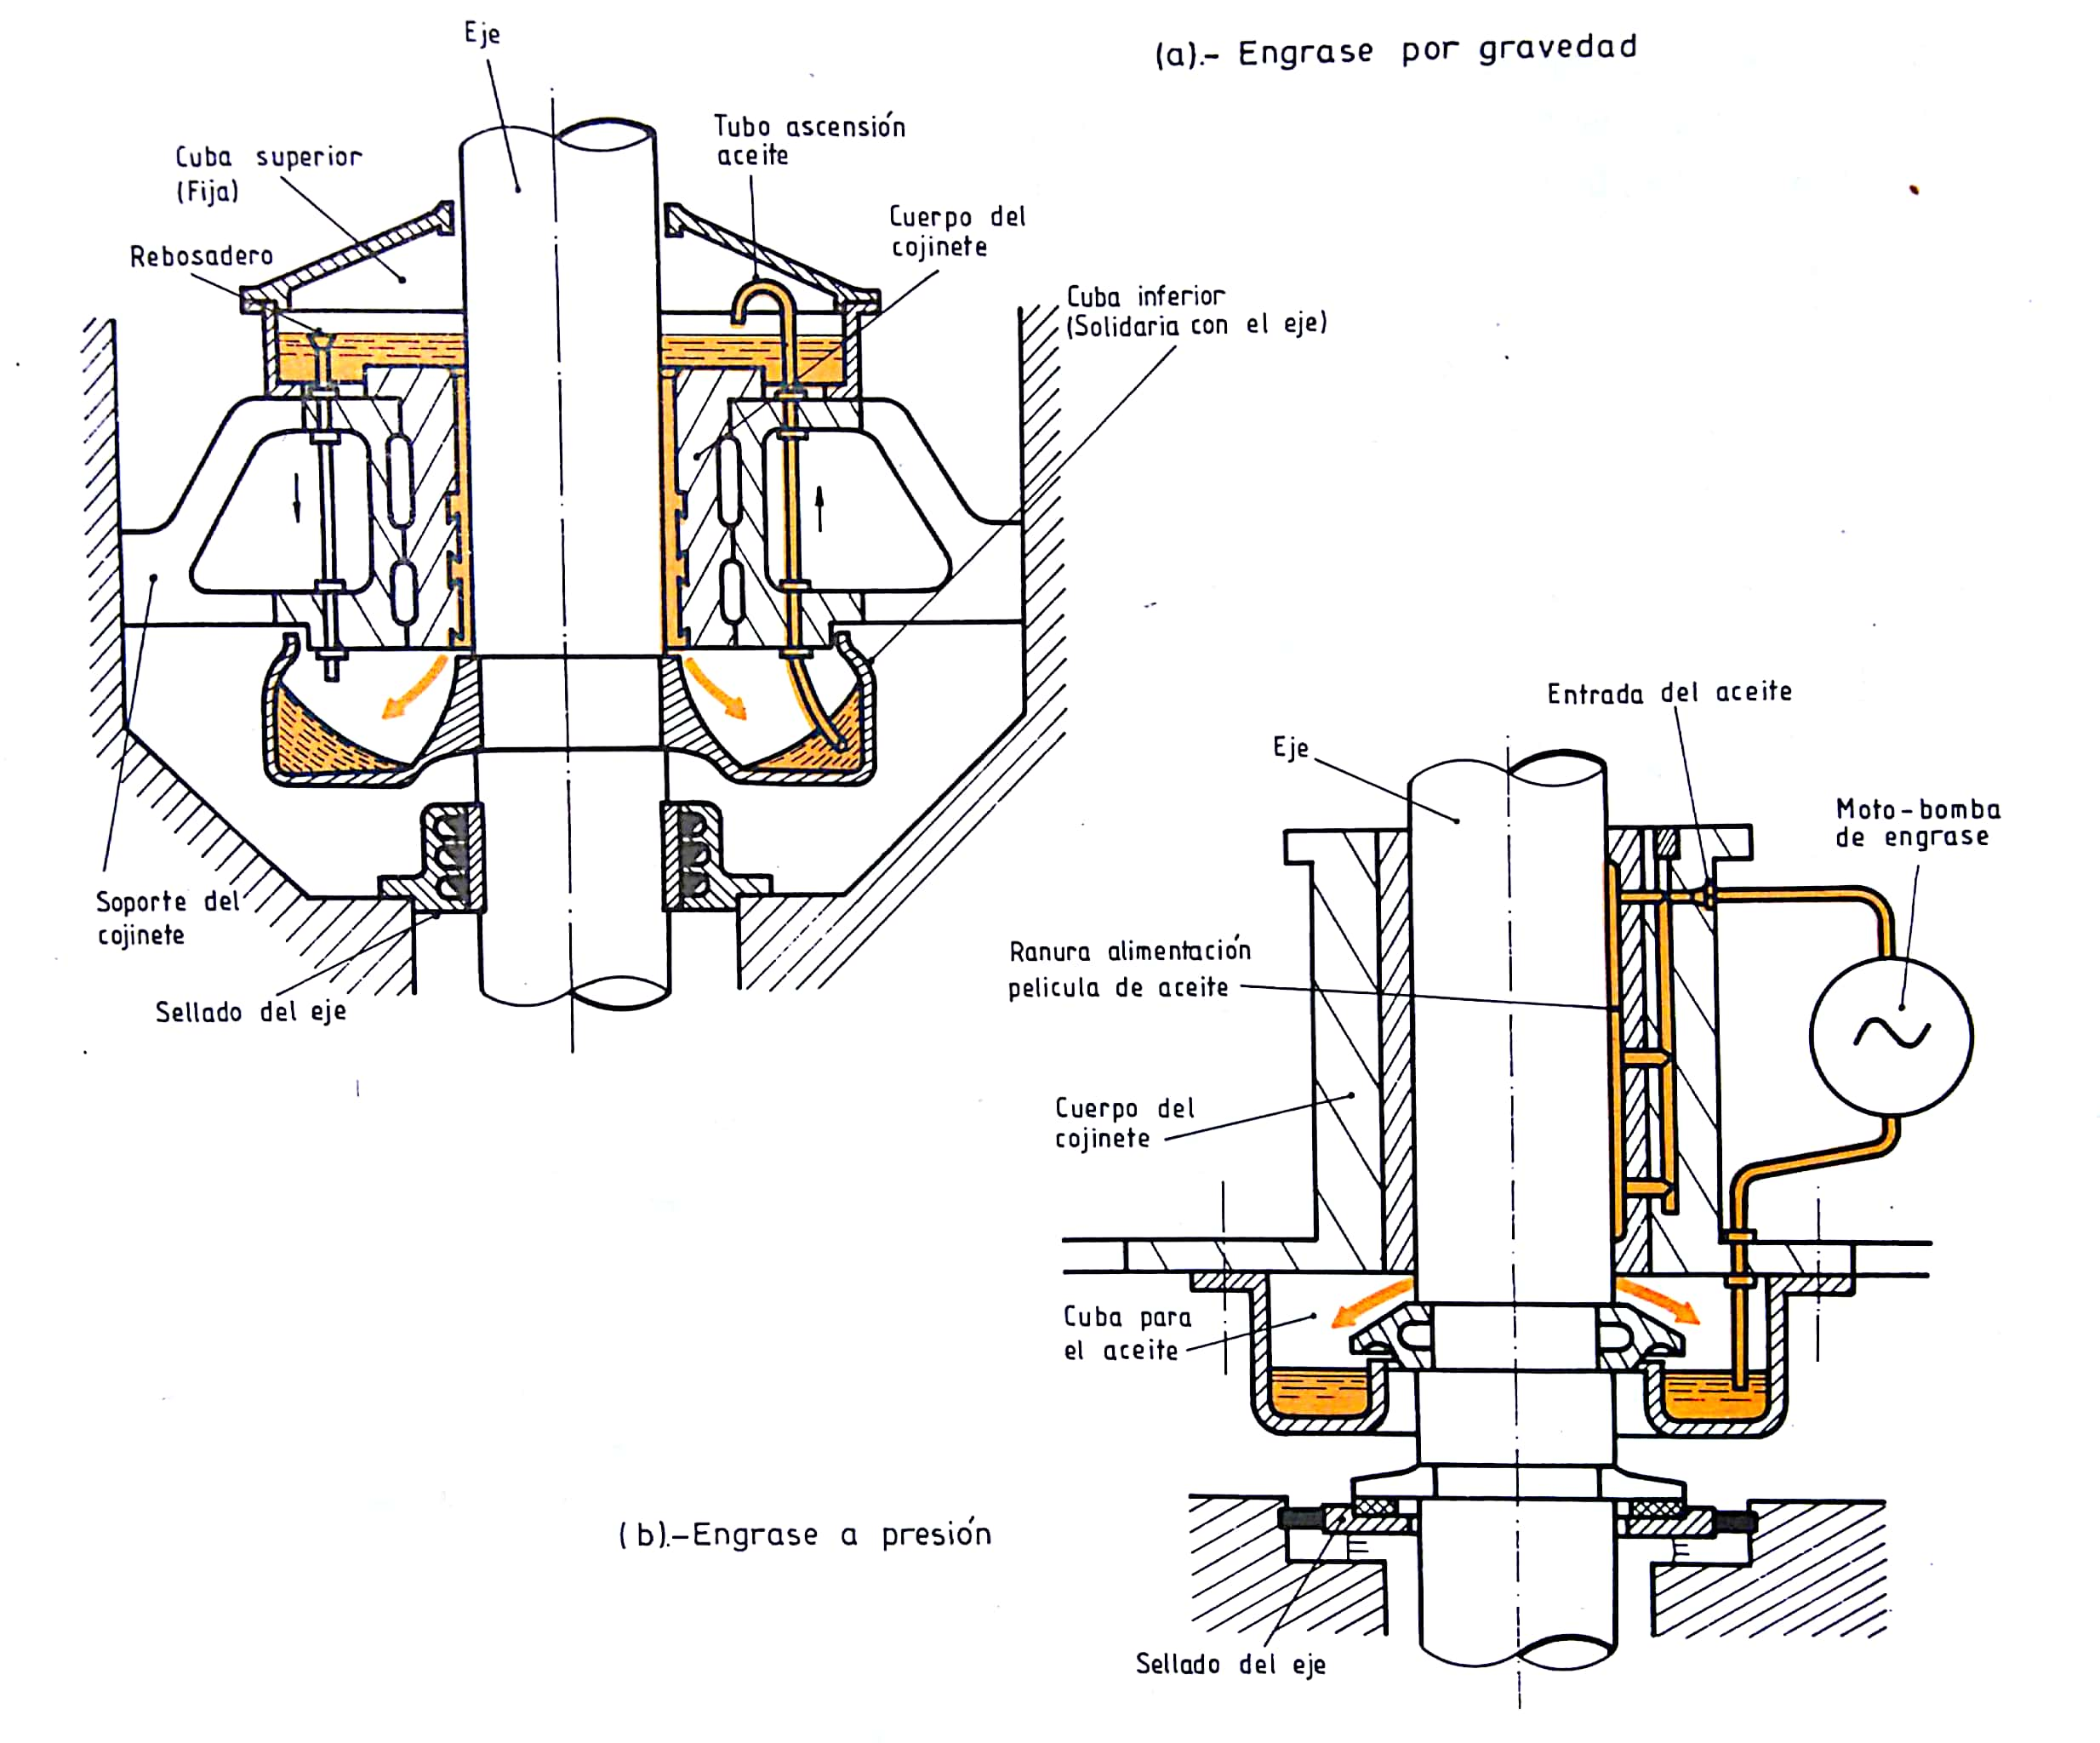 (a).- Engrase por gravedad
Eje
Tubo ascensión
aceite
Cuba superior
(Fija)
Rebosadero
Cuerpo del
cojinete
Cuba inferior
(Solidaria con el eje)
Soporte del
cojinete
Sellado del eje
Entrada del aceite
Eje
Moto-bomba
de engrase
Ranura alimentación
pelicula de aceite
Cuerpo del
cojinete
Cuba para
el aceite
(b).-Engrase a presión
Sellado del eje